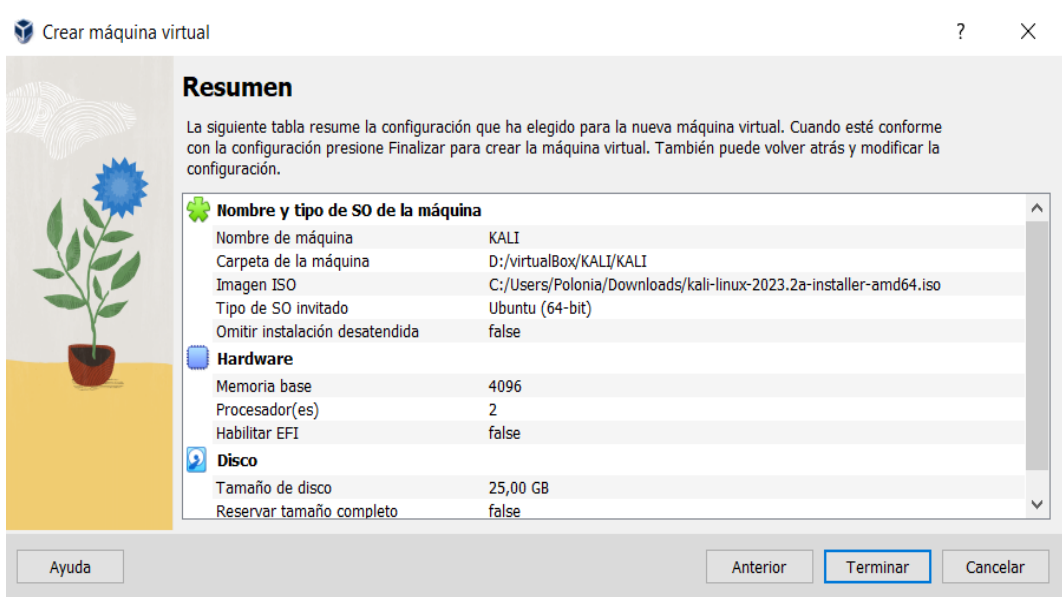 Crear máquina virtual
?
Resumen
La siguiente tabla resume la configuración que ha elegido para la nueva máquina virtual. Cuando esté conforme
con la configuración presione Finalizar para crear la máquina virtual. También puede volver atrás y modificar la
configuración.
Nombre y tipo de SO de la máquina
Nombre de máquina KALI
Carpeta de la máquina D:/virtualBox/KALI/KALI
Imagen ISO C:/Users/Polonia/Downloads/kali-linux-2023.2a-installer-amd64.iso
Tipo de SO invitado Ubuntu (64-bit)
Omitir instalación desatendida false
Hardware
Memoria base 4096
Procesador(es) 2
Habilitar EFI false
Disco
Tamaño de disco 25,00 GB
Reservar tamaño completo false
Ayuda Anterior Terminar Cancelar